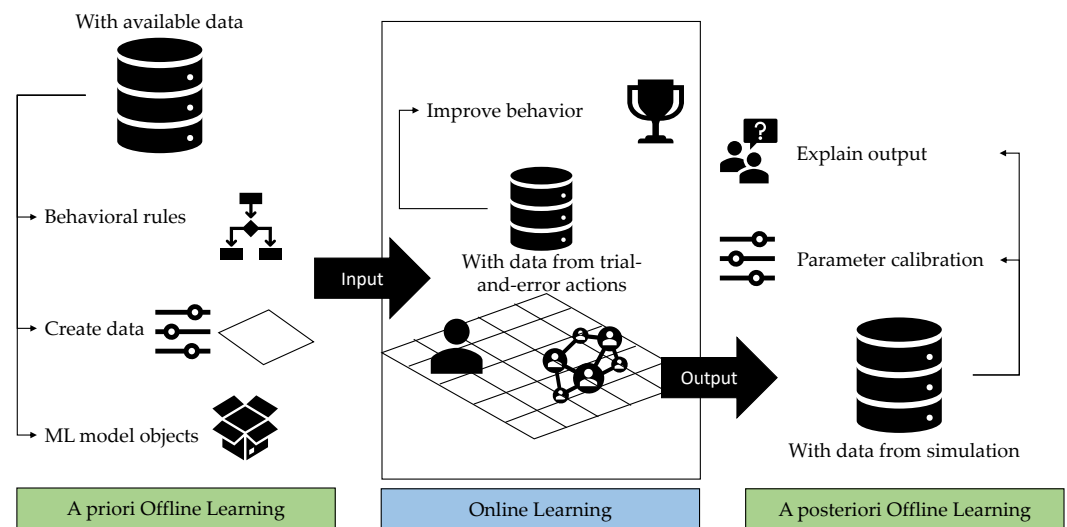 With available data
Behavioral rules
Create data
ML model objects
A priori Offline Learning
Input
Improve behavior
With data from trial-
and-error actions
Online Learning
Output
?
Explain output
Parameter calibration
With data from simulation
A posteriori Offline Learning